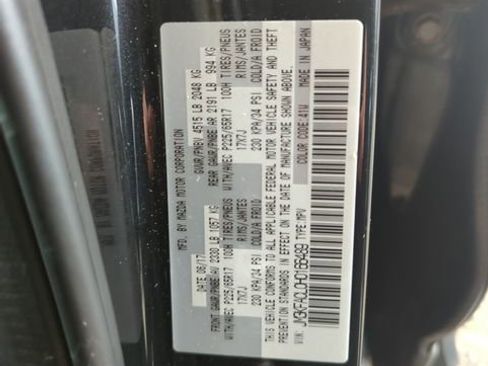 MFD. BY MAZDA MOTOR CORPORATION
DATE: 06/17 GVWR/PNBV 4515 LB 2048 KG
FRONT GAWR/PNBE AV 2330 LB 1057 KG REAR GAWR/PNBE AR 2191 LB 994 KG
WITH/AVEC P225/65R17 100H TIRES/PNEUS WITH/AVEC P225/65R17 100H TIRES/PNEUS
17X7J RIMS/JANTES 17X7J RIMS/JANTES
230 KPA/34 PSI COLD/A FROID 230 KPA/34 PSI COLD/A FROID
THIS VEHICLE CONFORMS TO ALL APPLICABLE FEDERAL MOTOR VEHICLE SAFETY AND THEFT
PREVENTION STANDARDS IN EFFECT ON THE DATE OF MANUFACTURE SHOWN ABOVE.
TYPE: MPV COLOR CODE: 41W MADE IN JAPAN